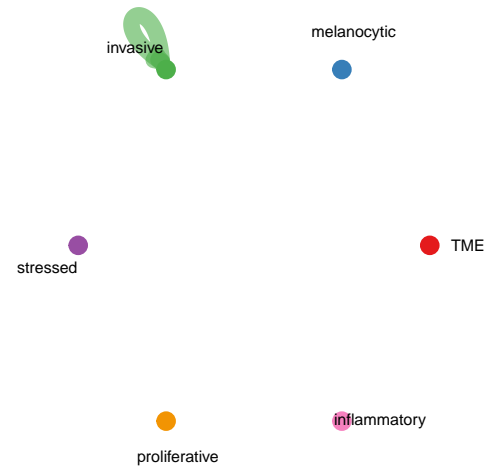 melanocytic
invasive
TME
stressed
inflammatory
proliferative